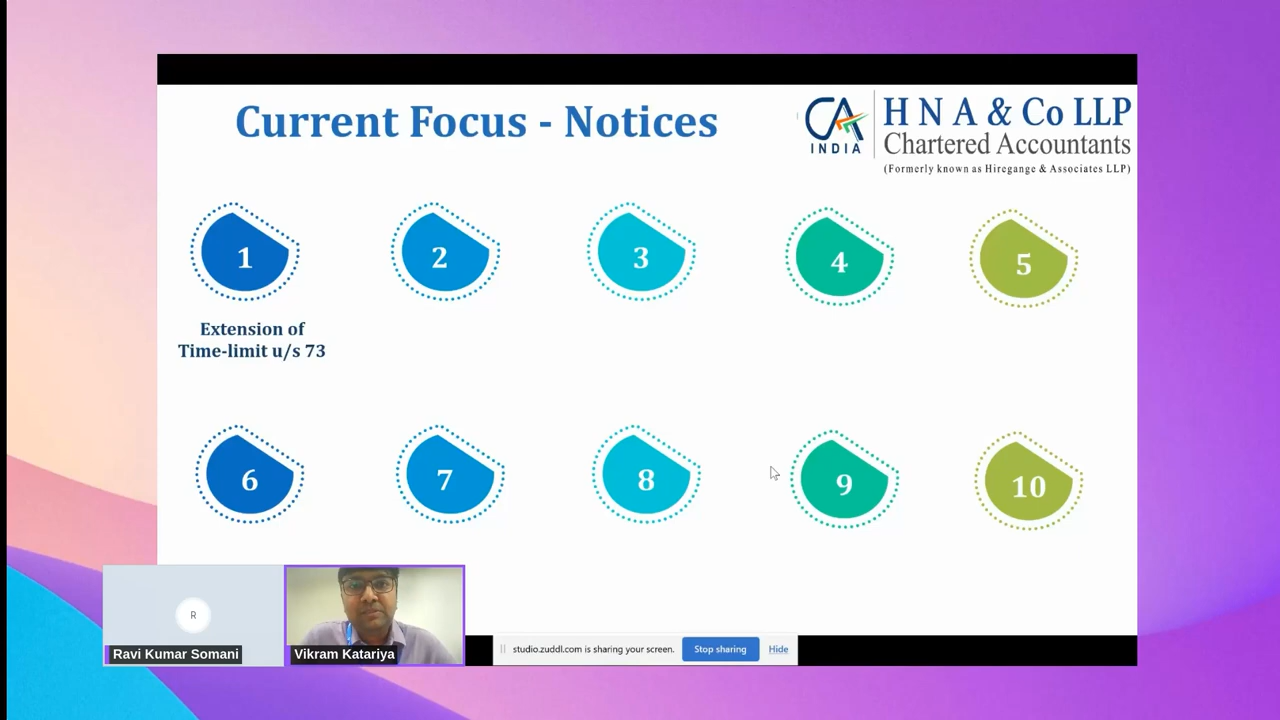 Current Focus - Notices
CA
INDIA
H N A & Co LLP
Chartered Accountants
(Formerly known as Hiregange & Associates LLP)
1
2
3
4
5
Extension of
Time-limit u/s 73
6
7
8
9
10
R
Ravi Kumar Somani
Vikram Katariya
studio.zuddl.com is sharing your screen.
Stop sharing
Hide